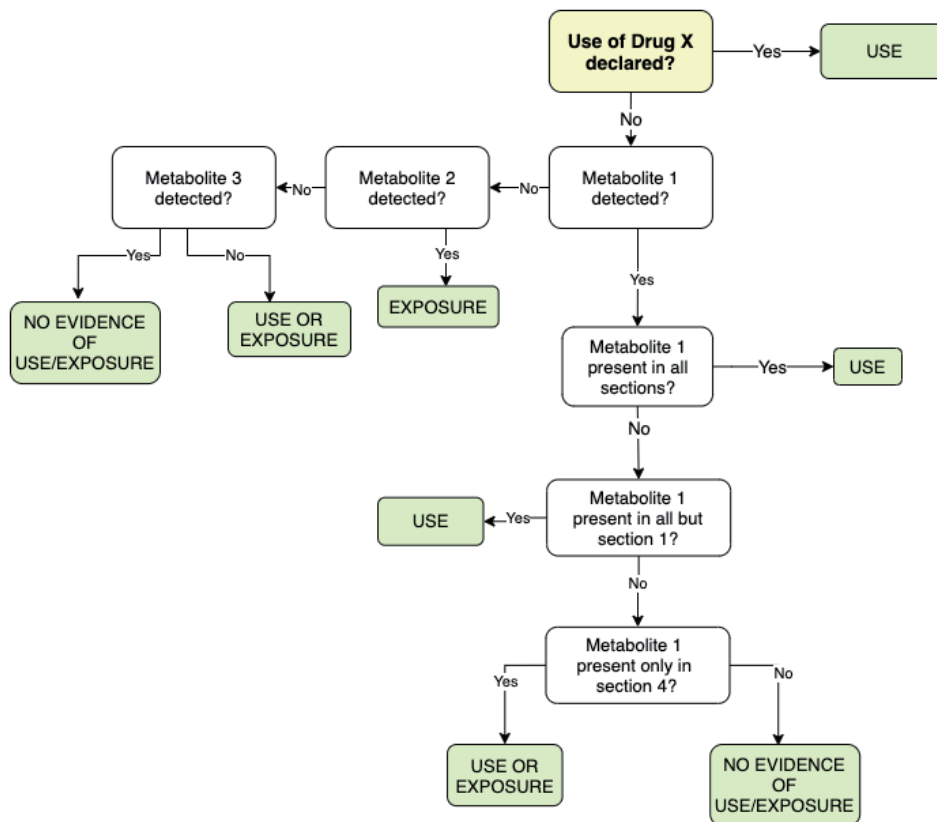 Use of Drug X
declared?
Yes
USE
No
Metabolite 3
detected?
No
Metabolite 2
detected?
No
Metabolite 1
detected?
Yes
No
Yes
Yes
NO EVIDENCE
OF
USE/EXPOSURE
USE OR
EXPOSURE
EXPOSURE
Metabolite 1
present in all
sections?
Yes
USE
No
USE
Yes
Metabolite 1
present in all but
section 1?
No
Metabolite 1
present only in
section 4?
Yes
No
USE OR
EXPOSURE
NO EVIDENCE
OF
USE/EXPOSURE